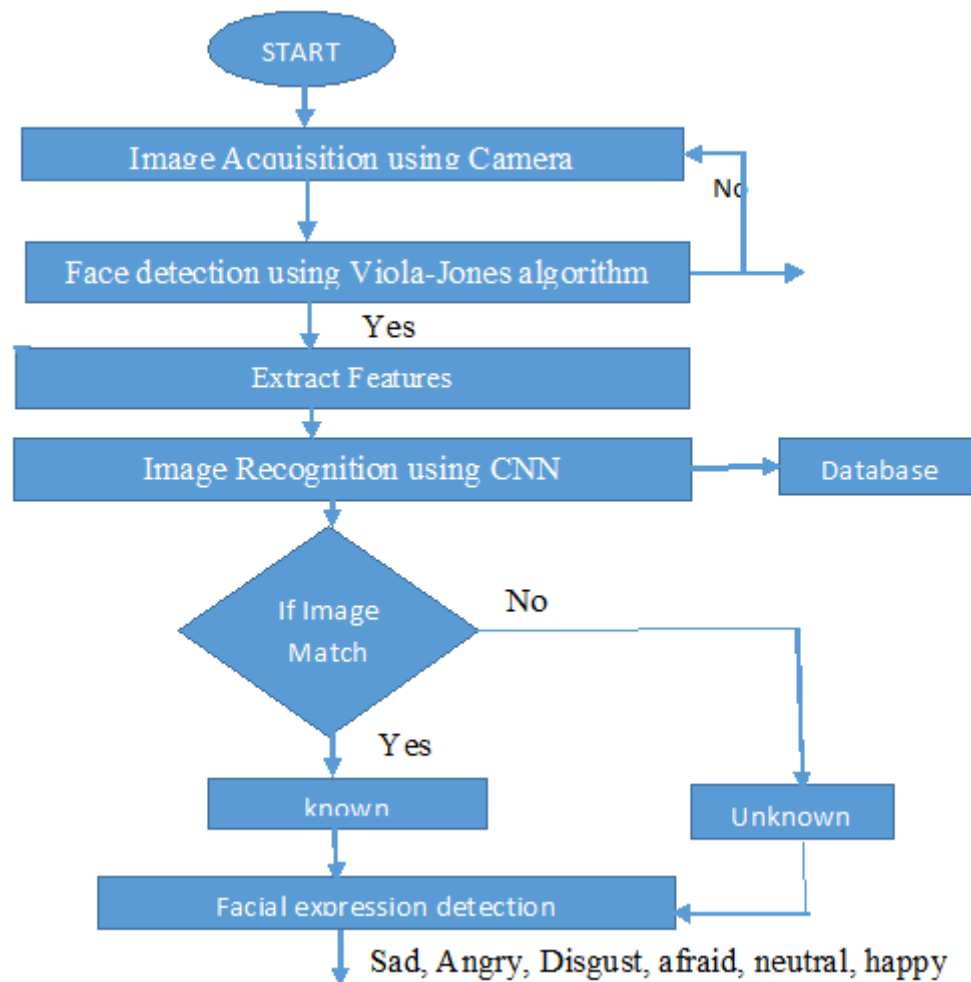 START
Image Acquisition using Camera
No
Face detection using Viola-Jones algorithm
Yes
Extract Features
Image Recognition using CNN
Database
If Image
Match
No
Yes
known
Unknown
Facial expression detection
Sad, Angry, Disgust, afraid, neutral, happy